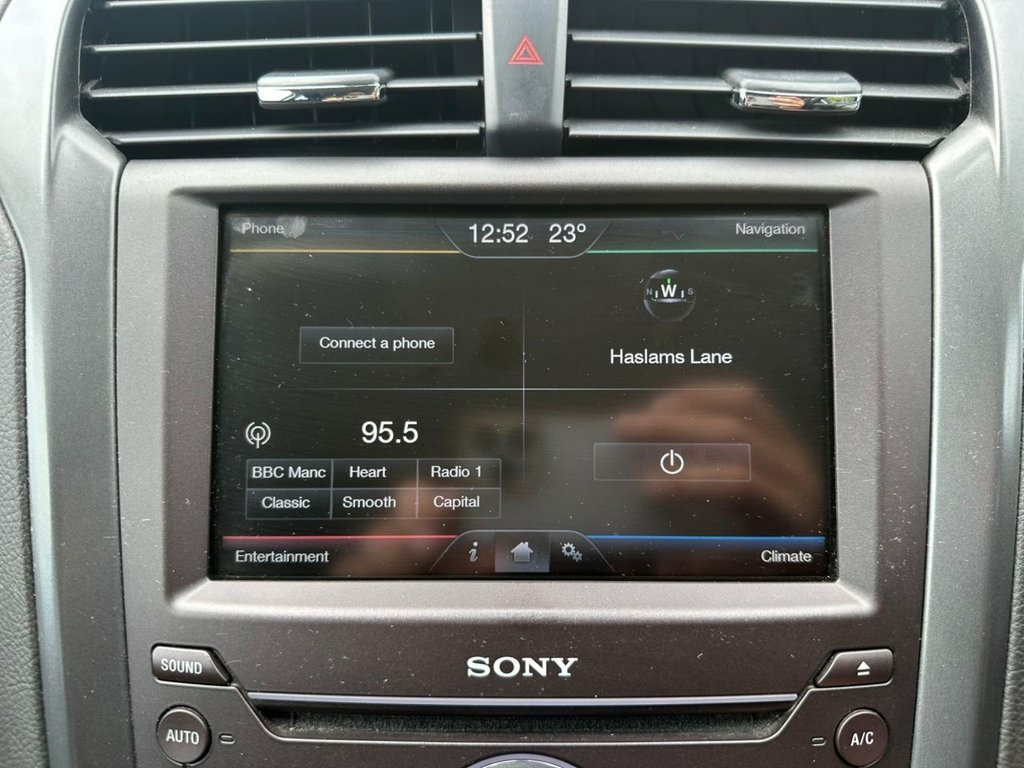 Phone 12:52 23° Navigation
N W S
Connect a phone
Haslams Lane
95.5
BBC Manc Heart Radio 1
Classic Smooth Capital
Entertainment i Climate
SOUND SONY
AUTO A/C